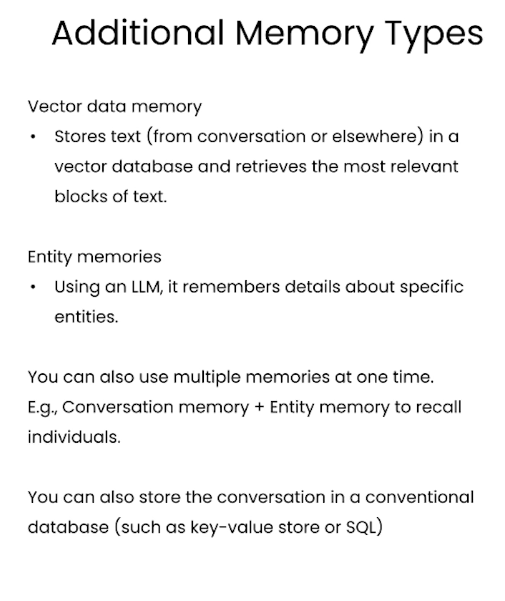 Additional Memory Types
Vector data memory
• Stores text (from conversation or elsewhere) in a
vector database and retrieves the most relevant
blocks of text.
Entity memories
• Using an LLM, it remembers details about specific
entities.
You can also use multiple memories at one time.
E.g., Conversation memory + Entity memory to recall
individuals.
You can also store the conversation in a conventional
database (such as key-value store or SQL)